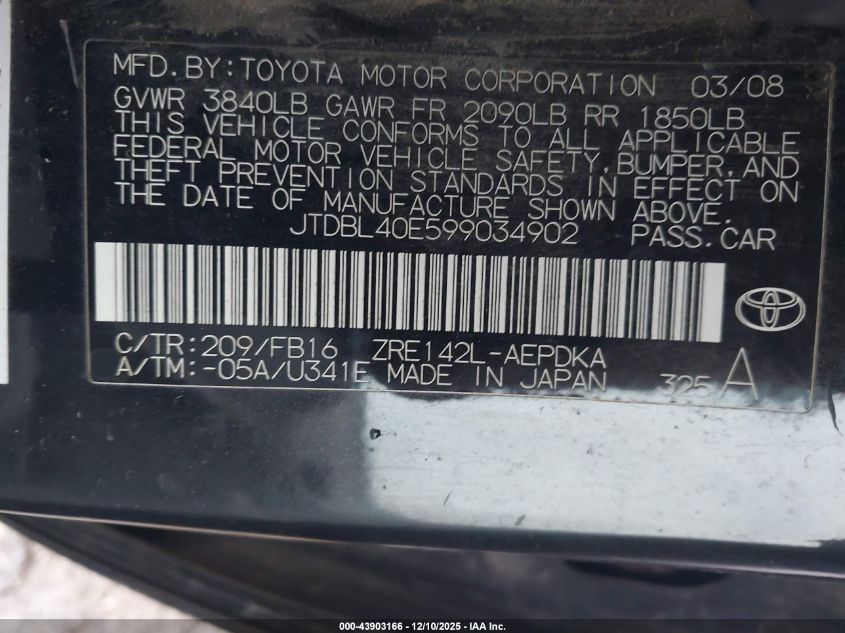 MFD.BY:TOYOTA MOTOR CORPORATION 03/08
GVWR 3840LB GAWR FR 2090LB RR 1850LB
THIS VEHICLE CONFORMS TO ALL APPLICABLE
FEDERAL MOTOR VEHICLE SAFETY,BUMPER,AND
THEFT PREVENTION STANDARDS IN EFFECT ON
THE DATE OF MANUFACTURE SHOWN ABOVE.
JTDBL40E599034902 PASS.CAR
C/TR:209/FB16 ZRE142L-AEPDKA
A/TM:-05A/U341E MADE IN JAPAN 325 A
000-43903166 - 12/10/2025 - IAA Inc.